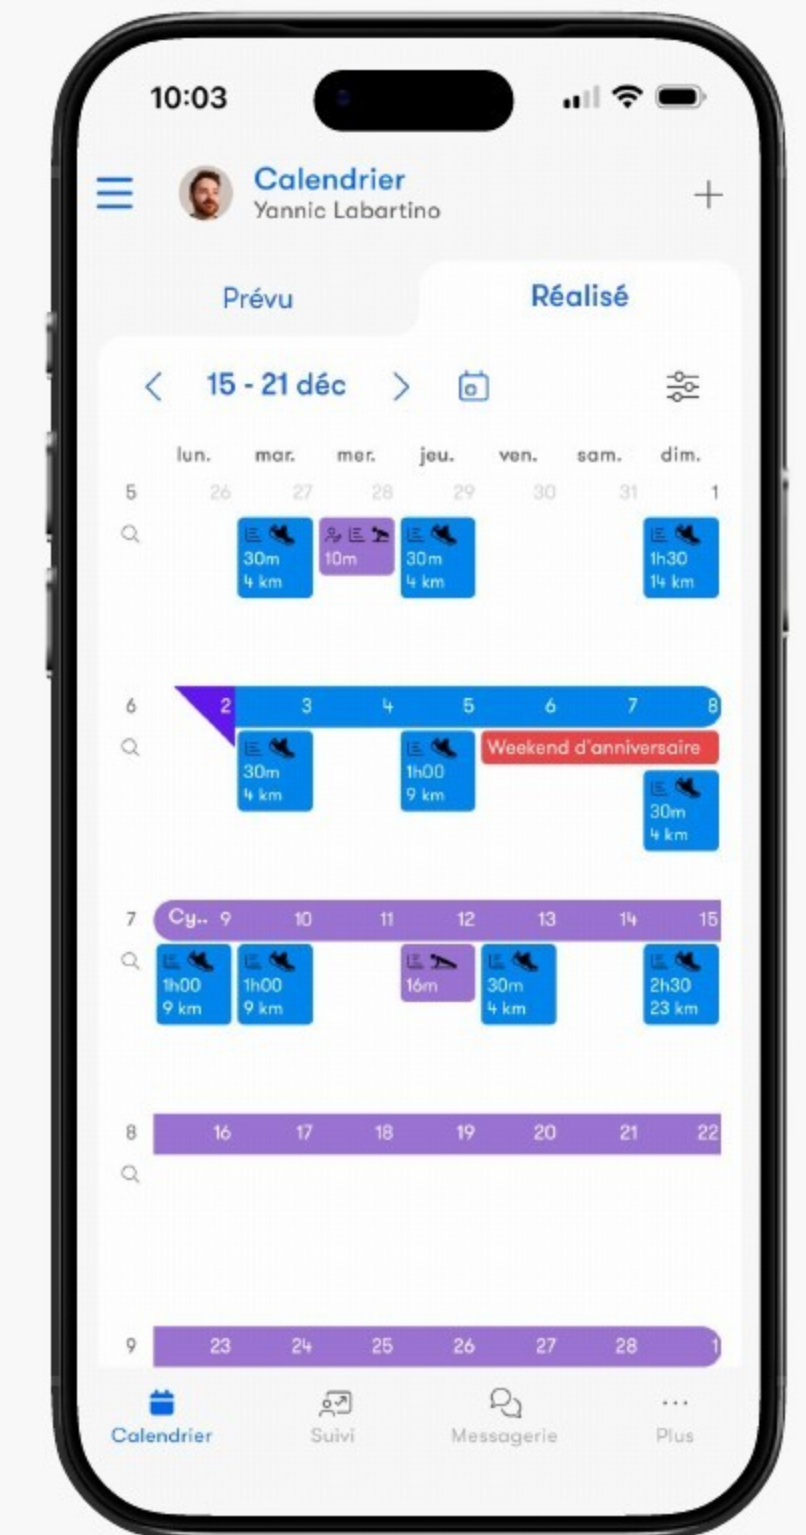 10:03
Calendrier
Yannic Labartino
Prévu
Réalisé
15 - 21 déc
lun. mar. mer. jeu. ven. sam. dim.
5 26 27 28 29 30 31 1
30m 10m 30m 1h30
4 km 4 km 14 km
6 2 3 4 5 6 7 8
Weekend d'anniversaire
30m 1h00
4 km 9 km
30m
4 km
7 Cy.. 9 10 11 12 13 14 15
1h00 1h00 16m 30m 2h30
9 km 9 km 4 km 23 km
8 16 17 18 19 20 21 22
9 23 24 25 26 27 28 1
Calendrier Suivi Messagerie Plus